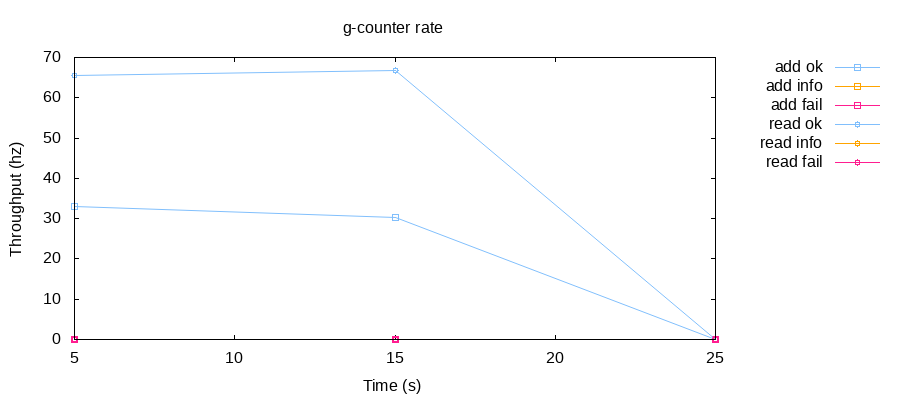 g-counter rate
70
60
50
40
30
20
10
0
5
10
15
20
25
Throughput (hz)
Time (s)
add ok
add info
add fail
read ok
read info
read fail